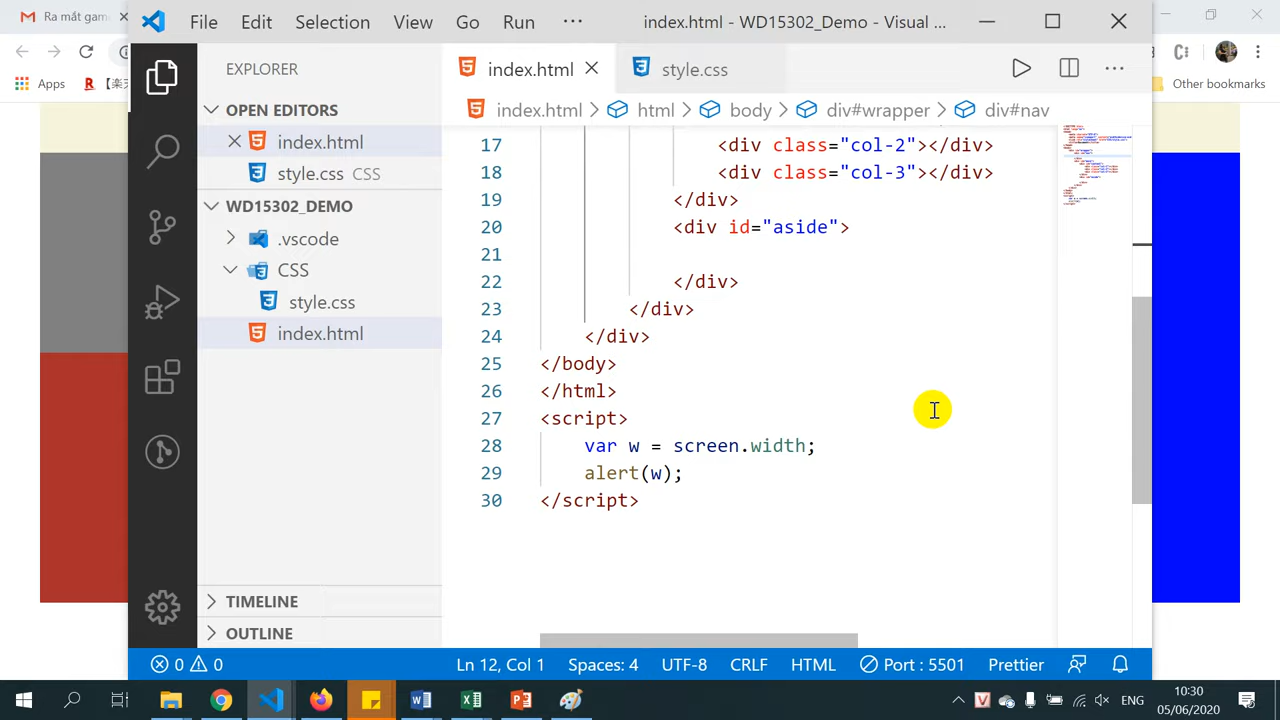 Ra mắt gam
File Edit Selection View Go Run ··· index.html - WD15302_Demo - Visual ...
EXPLORER
index.html
style.css
Apps
R 【楽天
Other bookmarks
OPEN EDITORS
index.html > html > body > div#wrapper > div#nav
index.html
style.css CSS
WD15302_DEMO
.vscode
CSS
style.css
index.html
17 <div class="col-2"></div>
18 <div class="col-3"></div>
19 </div>
20 <div id="aside">
21
22 </div>
23 </div>
24 </div>
25 </body>
26 </html>
27 <script>
28 var w = screen.width;
29 alert(w);
30 </script>
TIMELINE
OUTLINE
0 0 Ln 12, Col 1 Spaces: 4 UTF-8 CRLF HTML Port : 5501 Prettier
ENG
10:30
05/06/2020